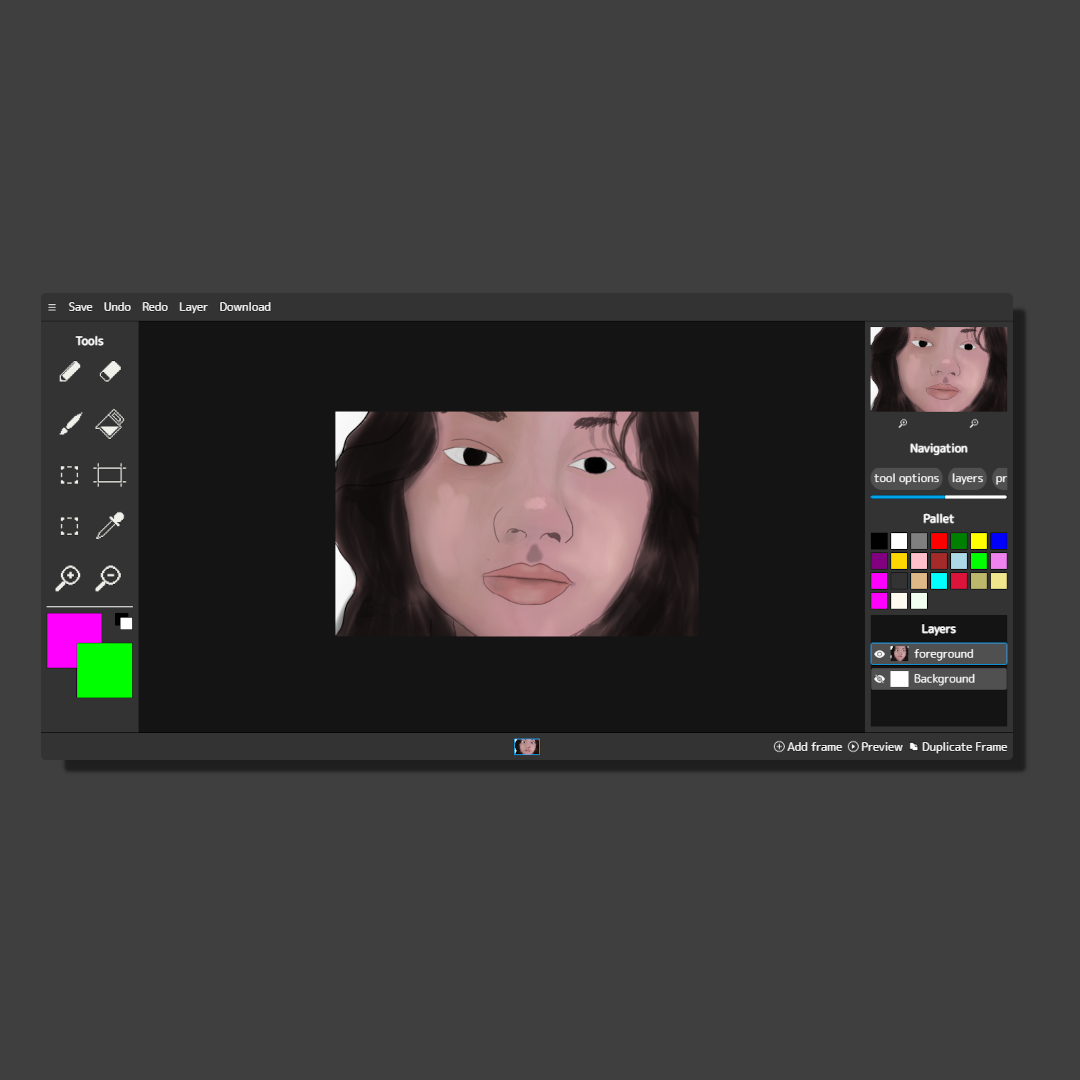 Save Undo Redo Layer Download
Tools
Navigation
tool options layers pr
Pallet
Layers
foreground
Background
Add frame Preview Duplicate Frame